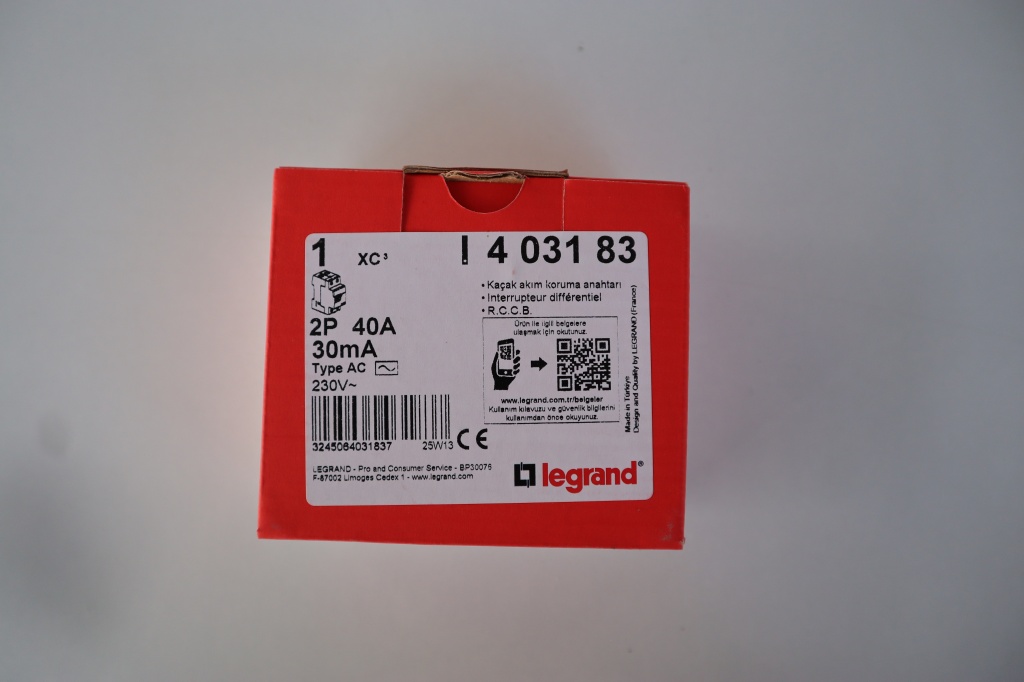 1 XC³ ! 4 031 83
• Kaçak akım koruma anahtarı
• Interrupteur différentiel
• R.C.C.B.
2P 40A
30mA
Type AC
230V~
Ürün ile ilgili belgelere
ulaşmak için okutunuz.
www.legrand.com.tr/belgeler
Kullanım kılavuzu ve güvenlik bilgilerini
kullanımdan önce okuyunuz.
Made in Türkiye
Design and Quality by LEGRAND (France)
3245064031837 25W13 CE
LEGRAND - Pro and Consumer Service - BP30076
F-87002 Limoges Cedex 1 - www.legrand.com
legrand®